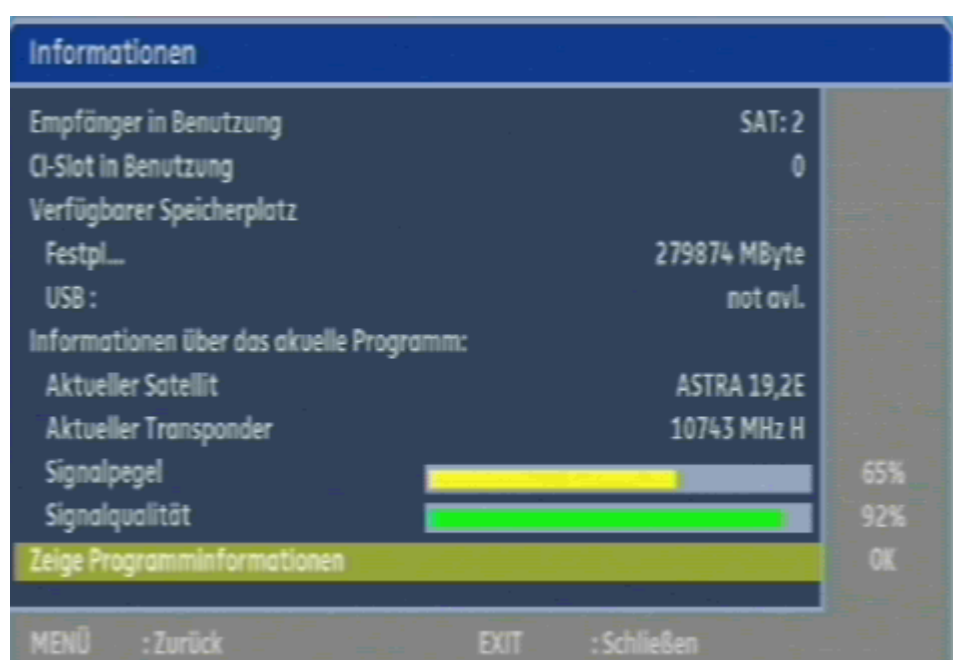 Informationen
Empfänger in Benutzung SAT: 2
CI-Slot in Benutzung 0
Verfügbarer Speicherplatz
Festpl... 279874 MByte
USB : not avl.
Informationen über das akuelle Programm:
Aktueller Satellit ASTRA 19,2E
Aktueller Transponder 10743 MHz H
Signalpegel 65%
Signalqualität 92%
Zeige Programminformationen OK
MENÜ : Zurück EXIT : Schließen